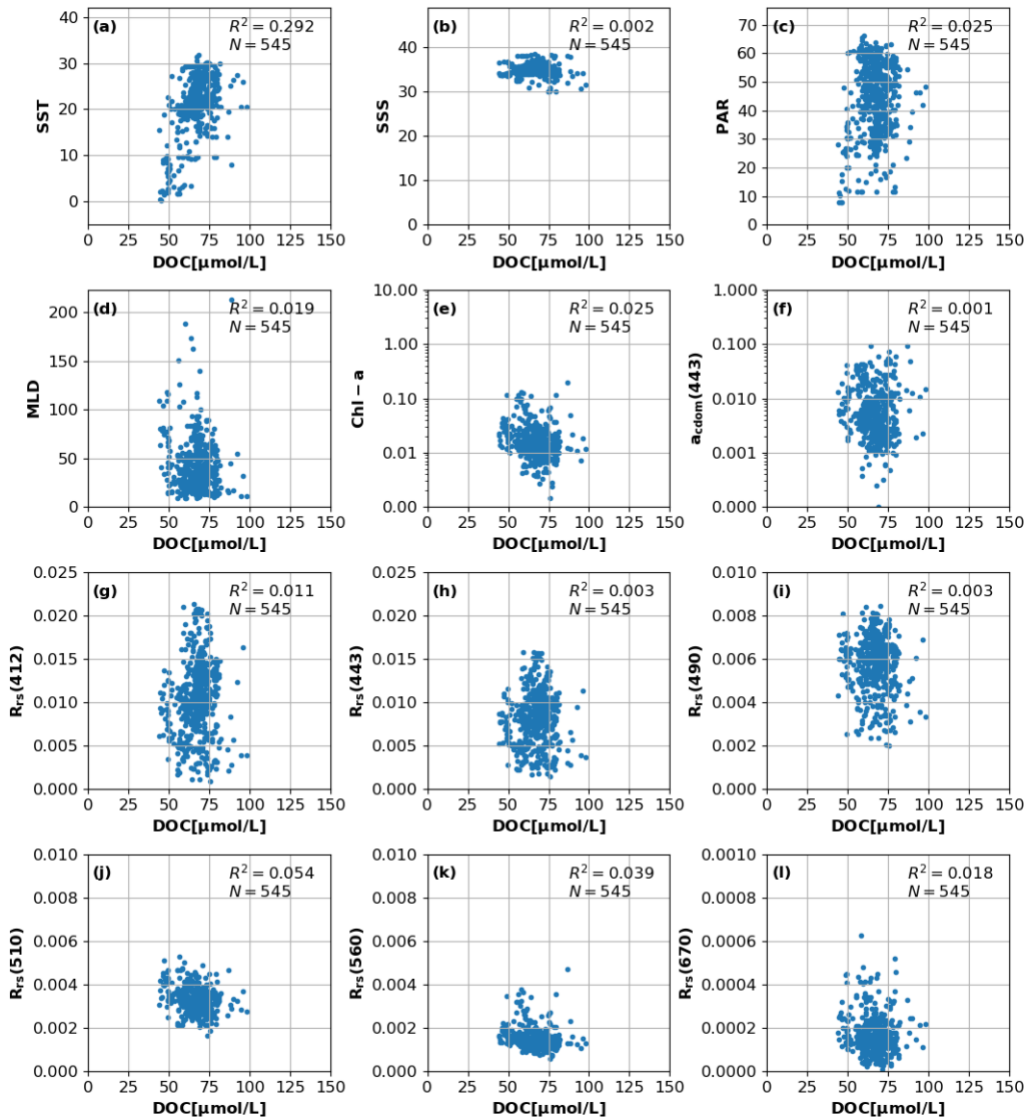 (a)
R² = 0.292
N = 545
SST
40
30
20
10
0
0 25 50 75 100 125 150
DOC[μmol/L]
(b)
R² = 0.002
N = 545
SSS
40
30
20
10
0
0 25 50 75 100 125 150
DOC[μmol/L]
(c)
R² = 0.025
N = 545
PAR
70
60
50
40
30
20
10
0
0 25 50 75 100 125 150
DOC[μmol/L]
(d)
R² = 0.019
N = 545
MLD
200
150
100
50
0
0 25 50 75 100 125 150
DOC[μmol/L]
(e)
R² = 0.025
N = 545
Chl − a
10.00
1.00
0.10
0.01
0.00
0 25 50 75 100 125 150
DOC[μmol/L]
(f)
R² = 0.001
N = 545
a_cdom(443)
1.000
0.100
0.010
0.001
0.000
0 25 50 75 100 125 150
DOC[μmol/L]
(g)
R² = 0.011
N = 545
R_rs(412)
0.025
0.020
0.015
0.010
0.005
0.000
0 25 50 75 100 125 150
DOC[μmol/L]
(h)
R² = 0.003
N = 545
R_rs(443)
0.025
0.020
0.015
0.010
0.005
0.000
0 25 50 75 100 125 150
DOC[μmol/L]
(i)
R² = 0.003
N = 545
R_rs(490)
0.010
0.008
0.006
0.004
0.002
0.000
0 25 50 75 100 125 150
DOC[μmol/L]
(j)
R² = 0.054
N = 545
R_rs(510)
0.010
0.008
0.006
0.004
0.002
0.000
0 25 50 75 100 125 150
DOC[μmol/L]
(k)
R² = 0.039
N = 545
R_rs(560)
0.010
0.008
0.006
0.004
0.002
0.000
0 25 50 75 100 125 150
DOC[μmol/L]
(l)
R² = 0.018
N = 545
R_rs(670)
0.0010
0.0008
0.0006
0.0004
0.0002
0.0000
0 25 50 75 100 125 150
DOC[μmol/L]